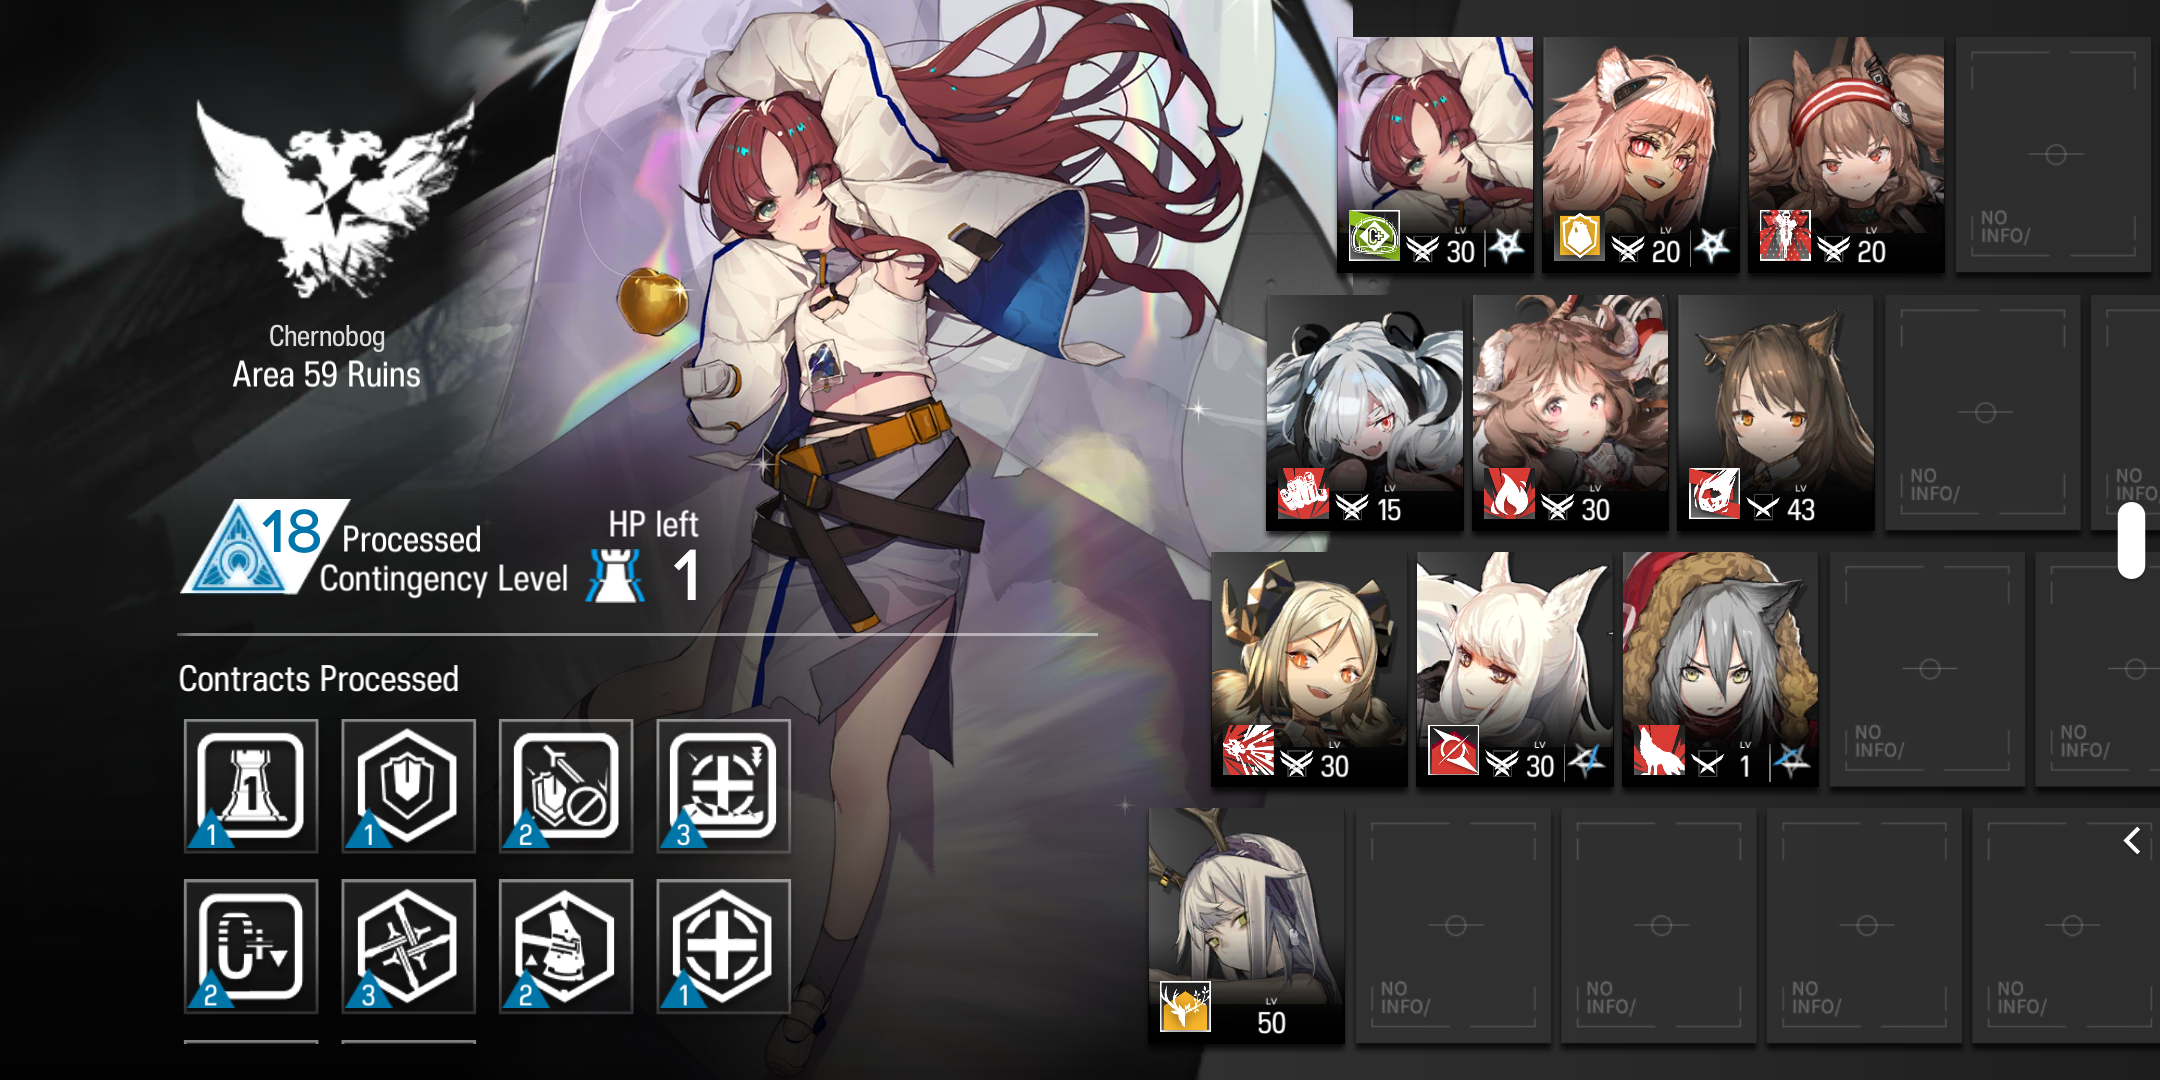 Chernobog
Area 59 Ruins
18
Processed
Contingency Level
HP left
1
Contracts Processed
1
1
1
2
3
2
3
2
1
C+
LV
30
LV
20
LV
20
NO
INFO/
LV
15
LV
30
LV
43
NO
INFO/
NO
INFO
LV
30
LV
30
LV
1
NO
INFO/
NO
INFO/
LV
50
NO
INFO/
NO
INFO/
NO
INFO/
NO
INFO/